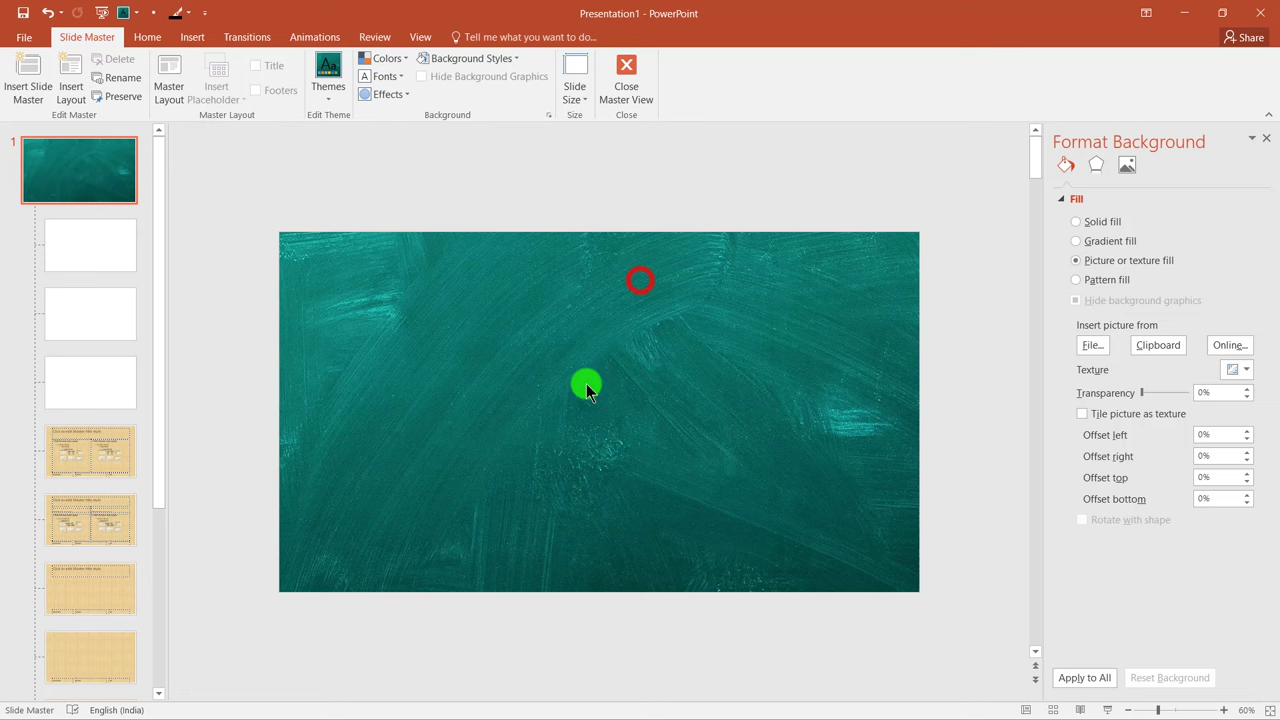 Presentation1 - PowerPoint
File
Slide Master
Home
Insert
Transitions
Animations
Review
View
Tell me what you want to do...
Share
Insert Slide Master
Insert Layout
Delete
Rename
Preserve
Edit Master
Master Layout
Insert Placeholder
Title
Footers
Master Layout
Aa
Themes
Edit Theme
Colors
A Fonts
Effects
Background Styles
Hide Background Graphics
Background
Slide Size
Size
Close Master View
Close
1
Format Background
Fill
Solid fill
Gradient fill
Picture or texture fill
Pattern fill
Hide background graphics
Insert picture from
File...
Clipboard
Online...
Texture
Transparency
0%
Tile picture as texture
Offset left
0%
Offset right
0%
Offset top
0%
Offset bottom
0%
Rotate with shape
Apply to All
Reset Background
Slide Master
English (India)
60%